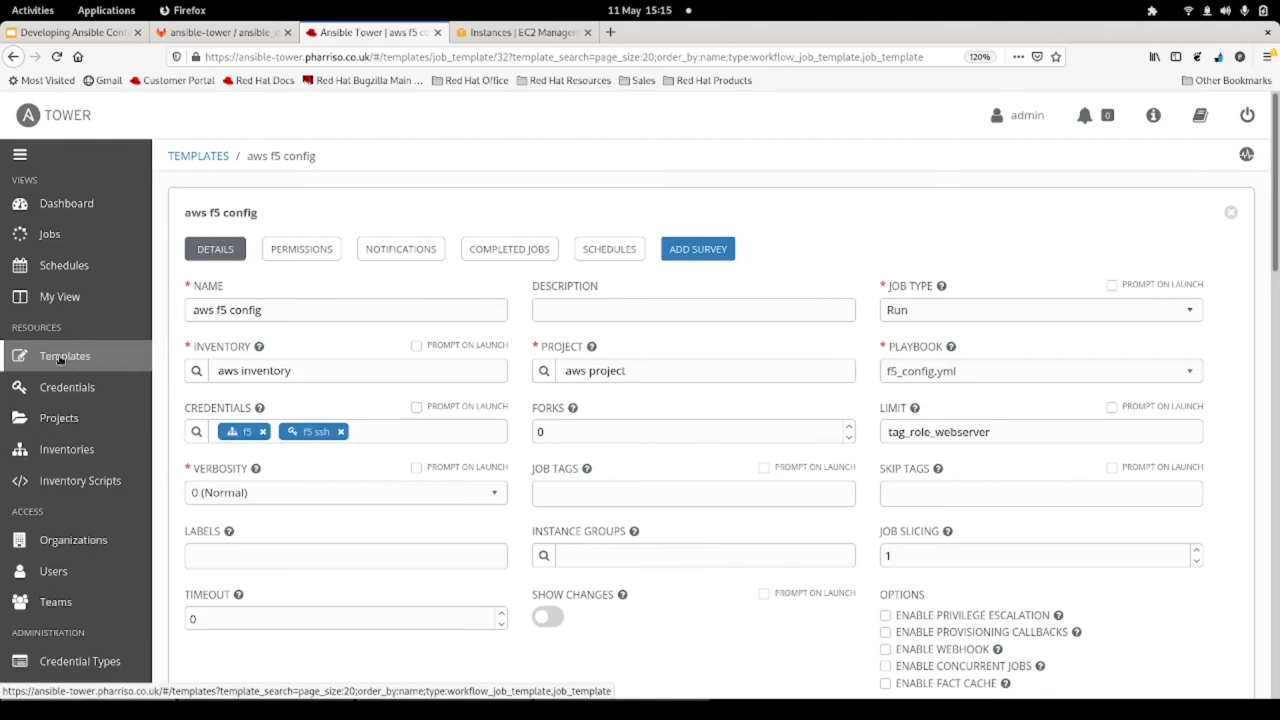 Activities Applications Firefox 11 May 15:15
Developing Ansible Con ansible-tower / ansible_c Ansible Tower | aws f5 co Instances | EC2 Manage
https://ansible-tower.pharriso.co.uk/#/templates/job_template/32?template_search=page_size:20;order_by:name;type:workflow_job_template,job_template 120%
Most Visited Gmail Customer Portal Red Hat Docs Red Hat Bugzilla Main ... Red Hat Office Red Hat Resources Sales Red Hat Products Other Bookmarks
A TOWER admin 0
TEMPLATES / aws f5 config
VIEWS
Dashboard
Jobs
Schedules
My View
RESOURCES
Templates
Credentials
Projects
Inventories
Inventory Scripts
ACCESS
Organizations
Users
Teams
ADMINISTRATION
Credential Types
aws f5 config
DETAILS PERMISSIONS NOTIFICATIONS COMPLETED JOBS SCHEDULES ADD SURVEY
* NAME DESCRIPTION * JOB TYPE ? PROMPT ON LAUNCH
aws f5 config Run
* INVENTORY ? PROMPT ON LAUNCH * PROJECT ? * PLAYBOOK ?
aws inventory aws project f5_config.yml
CREDENTIALS ? PROMPT ON LAUNCH FORKS ? LIMIT ? PROMPT ON LAUNCH
f5 x f5 ssh x 0 tag_role_webserver
* VERBOSITY ? PROMPT ON LAUNCH JOB TAGS ? PROMPT ON LAUNCH SKIP TAGS ? PROMPT ON LAUNCH
0 (Normal)
LABELS ? INSTANCE GROUPS ? JOB SLICING ?
1
TIMEOUT ? SHOW CHANGES ? PROMPT ON LAUNCH OPTIONS
0
ENABLE PRIVILEGE ESCALATION ?
ENABLE PROVISIONING CALLBACKS ?
ENABLE WEBHOOK ?
ENABLE CONCURRENT JOBS ?
ENABLE FACT CACHE ?
https://ansible-tower.pharriso.co.uk/#/templates?template_search=page_size:20;order_by:name;type:workflow_job_template,job_template